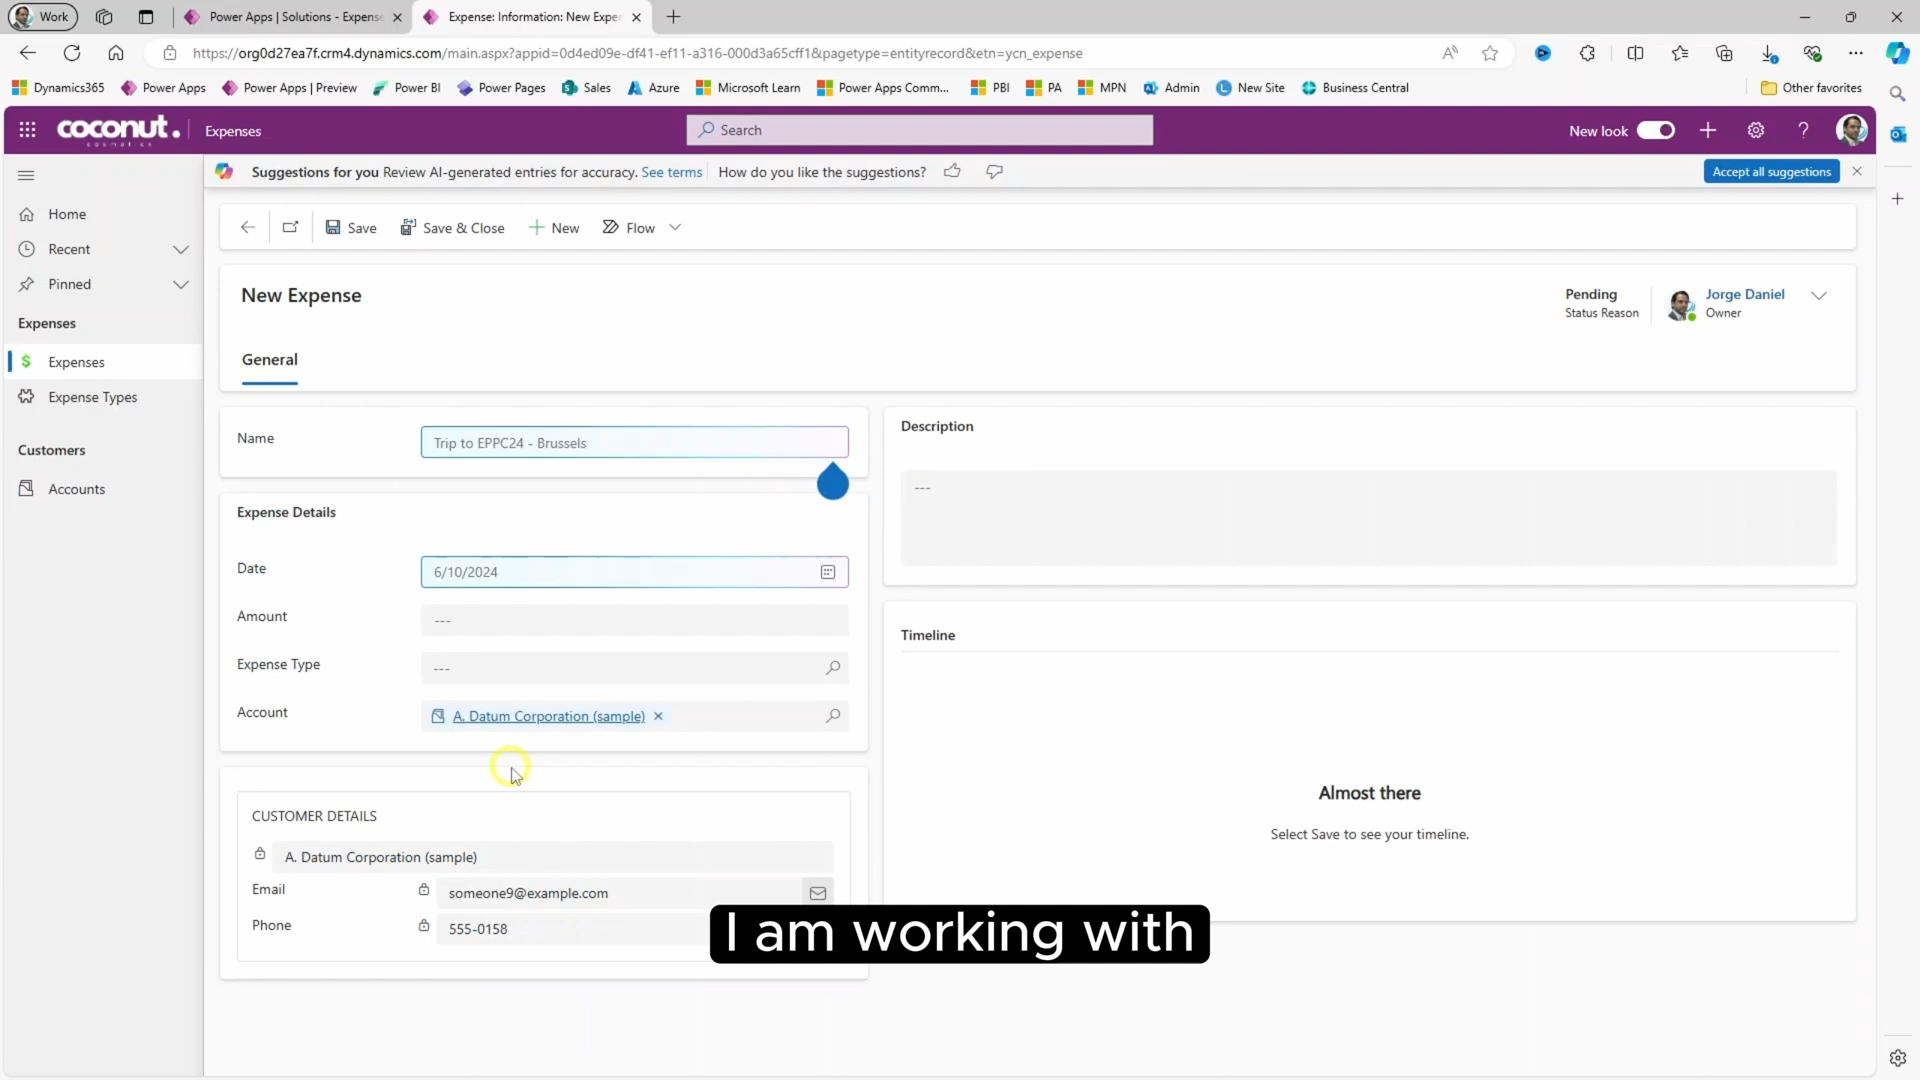 Work
Power Apps | Solutions - Expense
Expense: Information: New Exper
https://org0d27ea7f.crm4.dynamics.com/main.aspx?appid=0d4ed09e-df41-ef11-a316-000d3a65cff1&pagetype=entityrecord&etn=ycn_expense
Dynamics365
Power Apps
Power Apps | Preview
Power BI
Power Pages
Sales
Azure
Microsoft Learn
Power Apps Comm...
PBI
PA
MPN
Admin
New Site
Business Central
Other favorites
coconut.
cosmetics
Expenses
Search
New look
Suggestions for you Review AI-generated entries for accuracy. See terms
How do you like the suggestions?
Accept all suggestions
Home
Recent
Pinned
Expenses
Expenses
Expense Types
Customers
Accounts
Save
Save & Close
New
Flow
New Expense
Pending
Status Reason
Jorge Daniel
Owner
General
Name
Trip to EPPC24 - Brussels
Expense Details
Date
6/10/2024
Amount
---
Expense Type
---
Account
A. Datum Corporation (sample)
CUSTOMER DETAILS
A. Datum Corporation (sample)
Email
someone9@example.com
Phone
555-0158
Description
---
Timeline
Almost there
Select Save to see your timeline.
I am working with